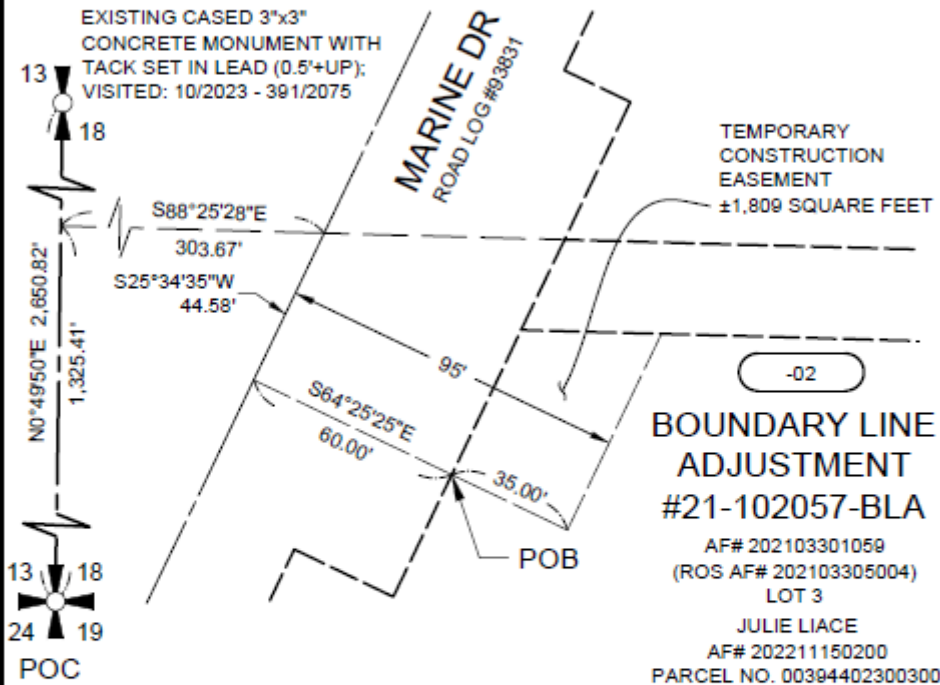 EXISTING CASED 3"x3"
CONCRETE MONUMENT WITH
TACK SET IN LEAD (0.5'+UP);
VISITED: 10/2023 - 391/2075
13
18
MARINE DR
ROAD LOG #93831
TEMPORARY
CONSTRUCTION
EASEMENT
±1,809 SQUARE FEET
S88°25'28"E
303.67'
S25°34'35"W
44.58'
N0°49'50"E 2,650.82'
1,325.41'
95'
S64°25'25"E
60.00'
35.00'
POB
-02
BOUNDARY LINE
ADJUSTMENT
#21-102057-BLA
AF# 202103301059
(ROS AF# 202103305004)
LOT 3
JULIE LIACE
AF# 202211150200
PARCEL NO. 00394402300300
13 18
24 19
POC